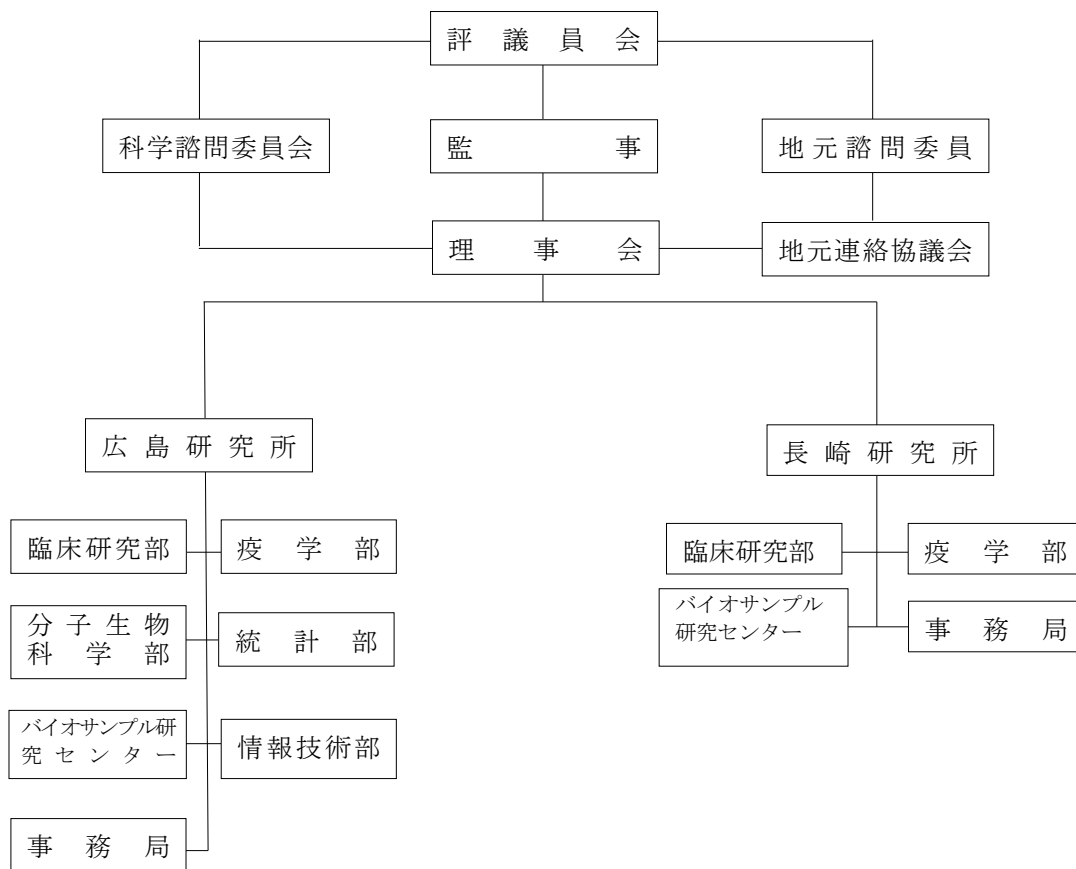 評議員会
科学諮問委員会
監事
地元諮問委員
理事会
地元連絡協議会
広島研究所
長崎研究所
臨床研究部
疫学部
臨床研究部
疫学部
分子生物
科学部
統計部
バイオサンプル
研究センター
事務局
バイオサンプル研
究センター
情報技術部
事務局